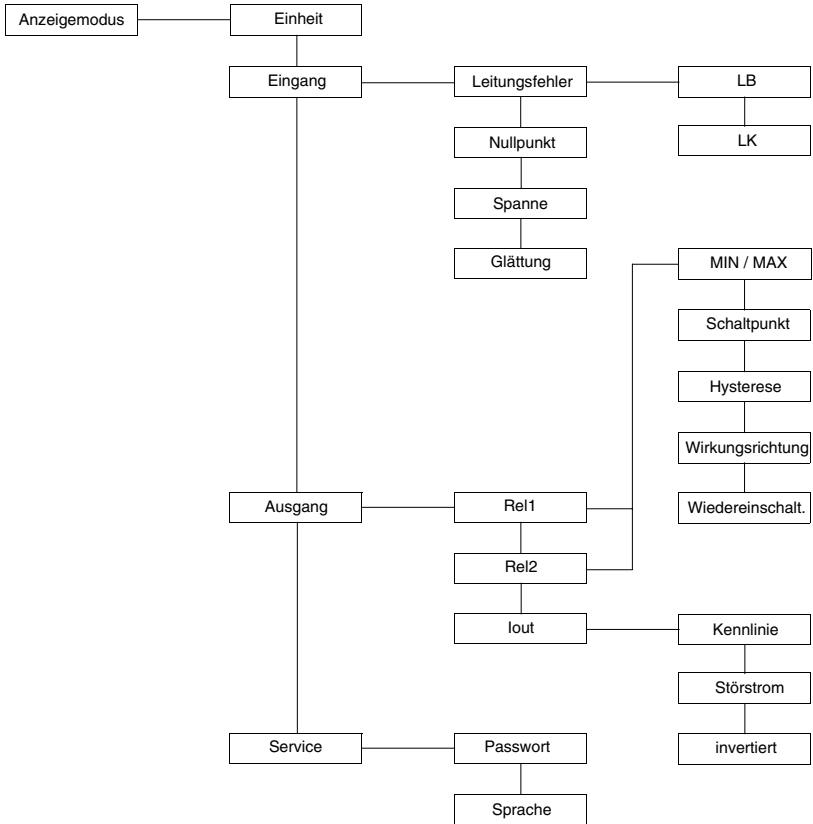 Anzeigemodus
Einheit
Eingang
Leitungsfehler
LB
LK
Nullpunkt
Spanne
Glättung
MIN / MAX
Schaltpunkt
Hysterese
Wirkungsrichtung
Wiedereinschalt.
Ausgang
Rel1
Rel2
Iout
Kennlinie
Störstrom
invertiert
Service
Passwort
Sprache